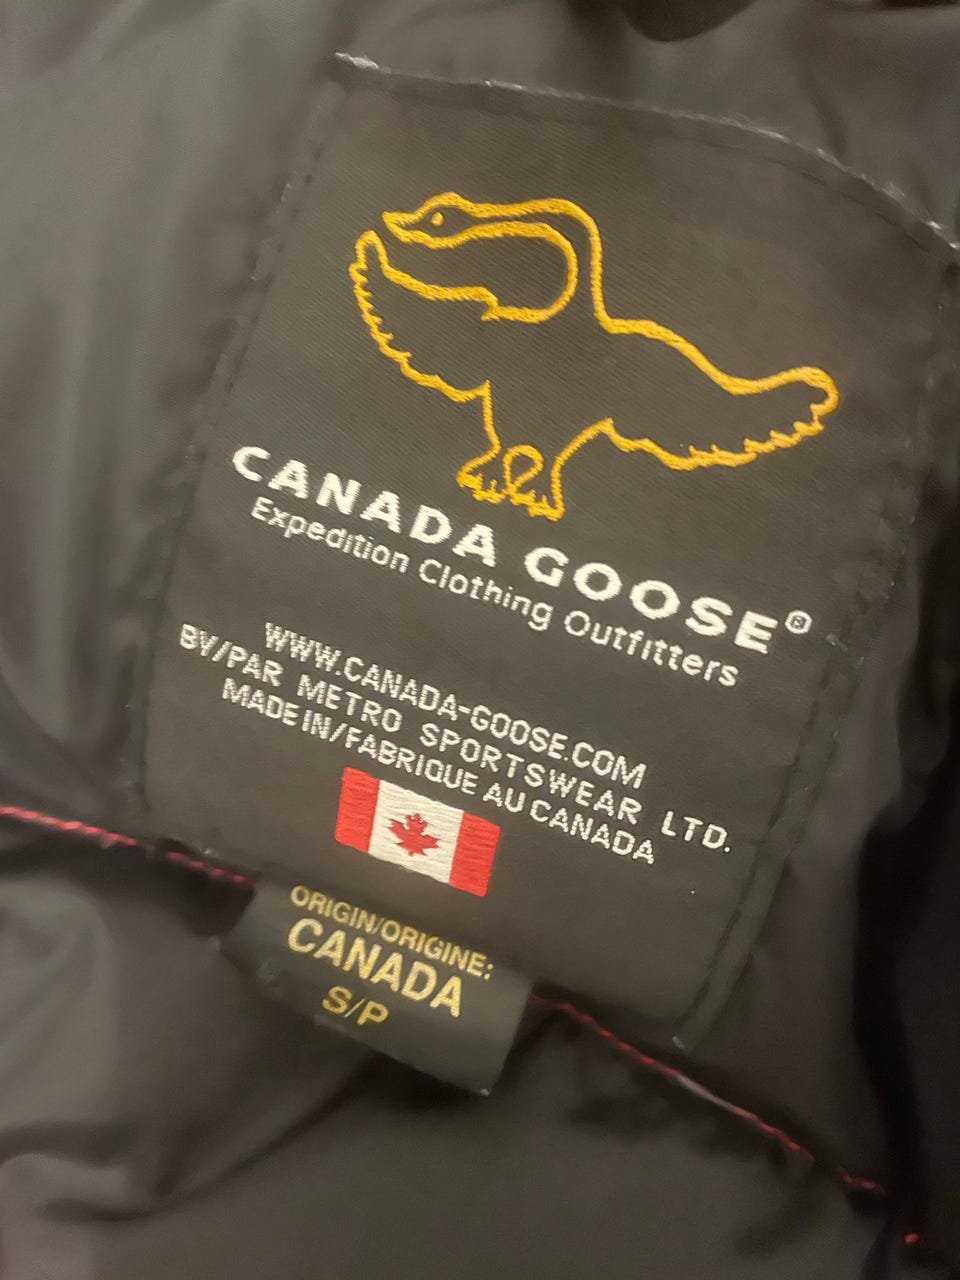 CANADA GOOSE®
Expedition Clothing Outfitters
WWW.CANADA-GOOSE.COM
BY/PAR METRO SPORTSWEAR LTD.
MADE IN/FABRIQUE AU CANADA
ORIGIN/ORIGINE:
CANADA
S/P